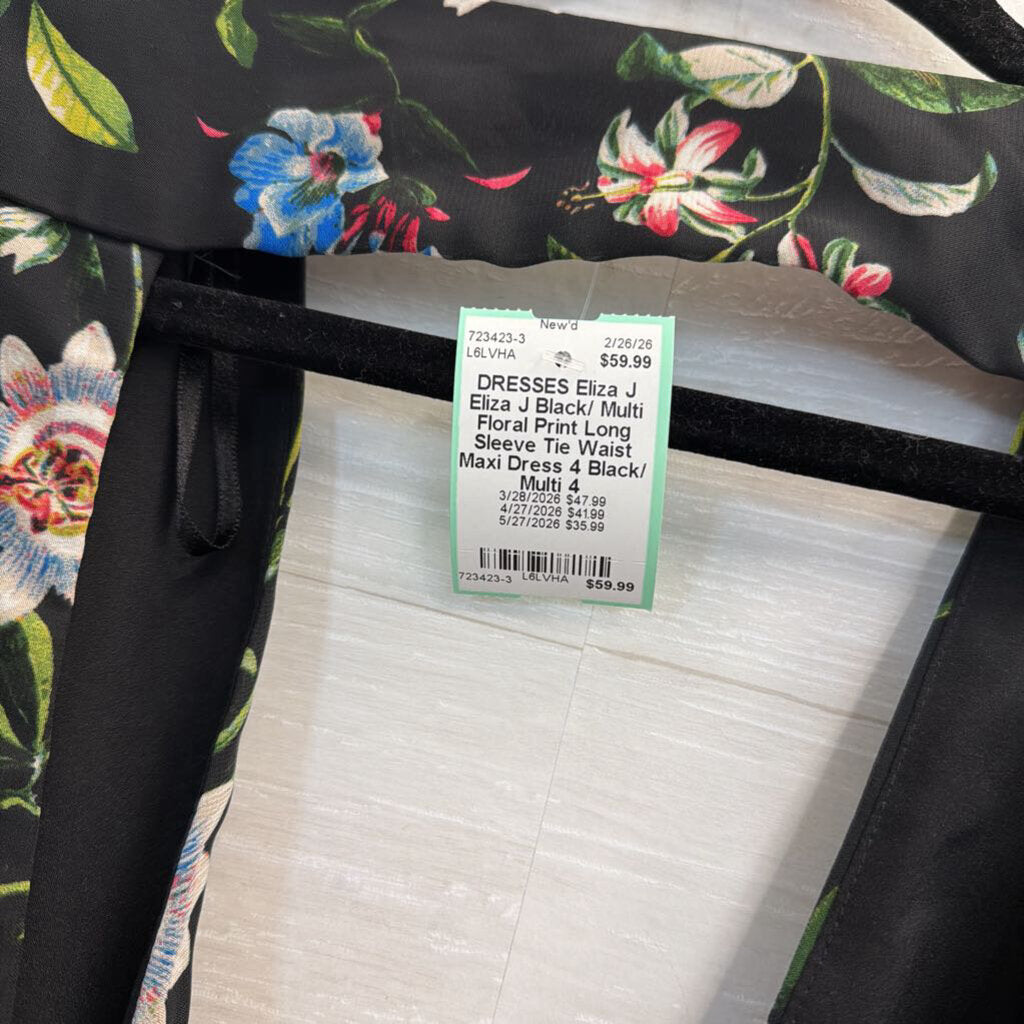 New'd
723423-3 2/26/26
L6LVHA $59.99
DRESSES Eliza J
Eliza J Black/ Multi
Floral Print Long
Sleeve Tie Waist
Maxi Dress 4 Black/
Multi 4
3/28/2026 $47.99
4/27/2026 $41.99
5/27/2026 $35.99
723423-3 L6LVHA $59.99